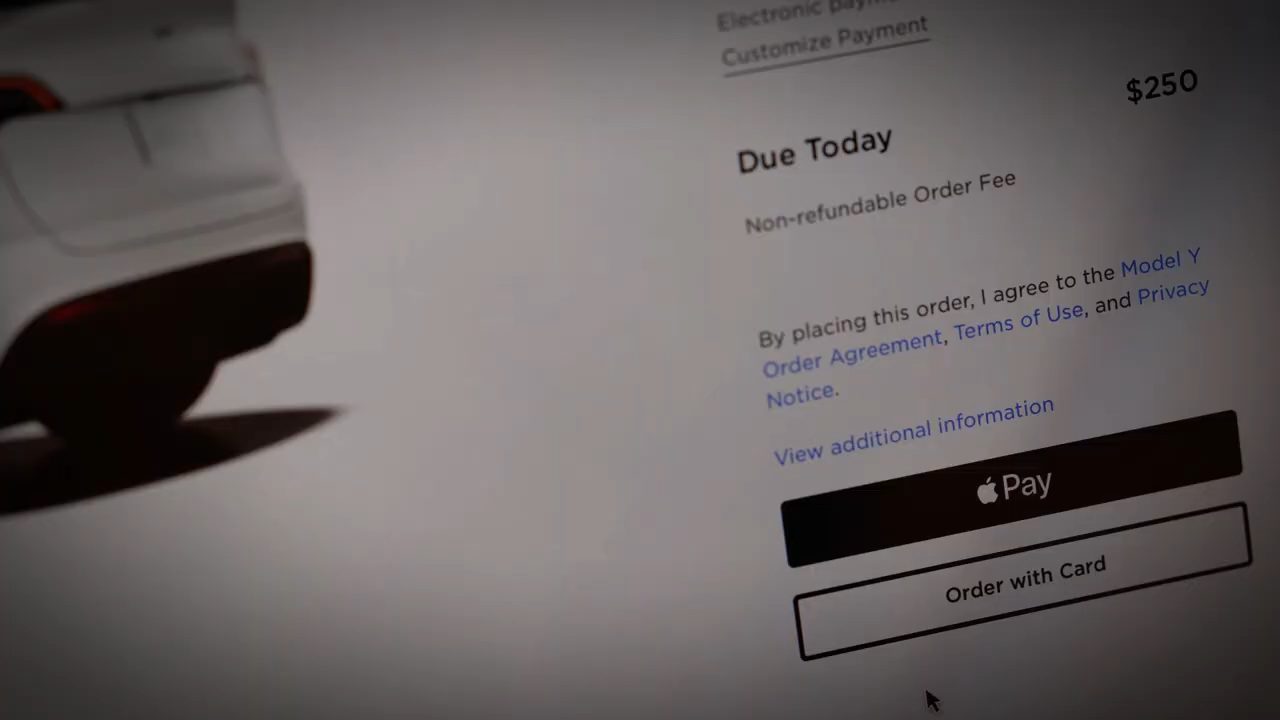 Electronic
Customize Payment
$250
Due Today
Non-refundable Order Fee
By placing this order, I agree to the Model Y
Order Agreement, Terms of Use, and Privacy
Notice.
View additional information
Pay
Order with Card